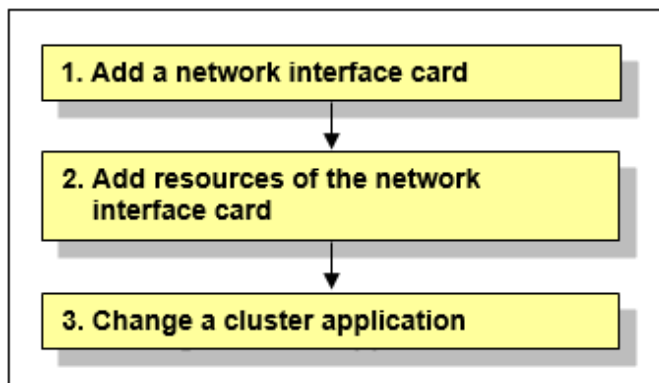 1. Add a network interface card
2. Add resources of the network
interface card
3. Change a cluster application